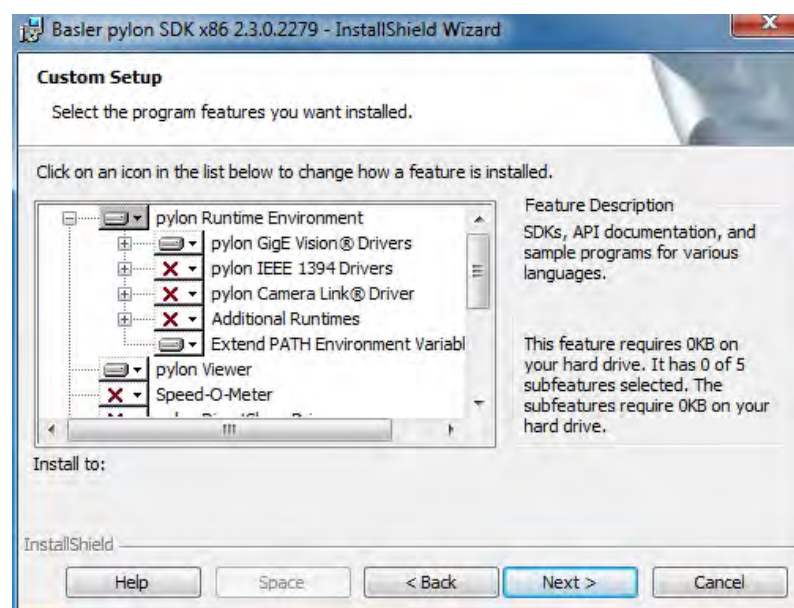 Basler pylon SDK x86 2.3.0.2279 - InstallShield Wizard
Custom Setup
Select the program features you want installed.
Click on an icon in the list below to change how a feature is installed.
pylon Runtime Environment
pylon GigE Vision® Drivers
pylon IEEE 1394 Drivers
pylon Camera Link® Driver
Additional Runtimes
Extend PATH Environment Variabl
pylon Viewer
Speed-O-Meter
Feature Description
SDKs, API documentation, and
sample programs for various
languages.
This feature requires 0KB on
your hard drive. It has 0 of 5
subfeatures selected. The
subfeatures require 0KB on your
hard drive.
Install to:
InstallShield
Help
Space
< Back
Next >
Cancel